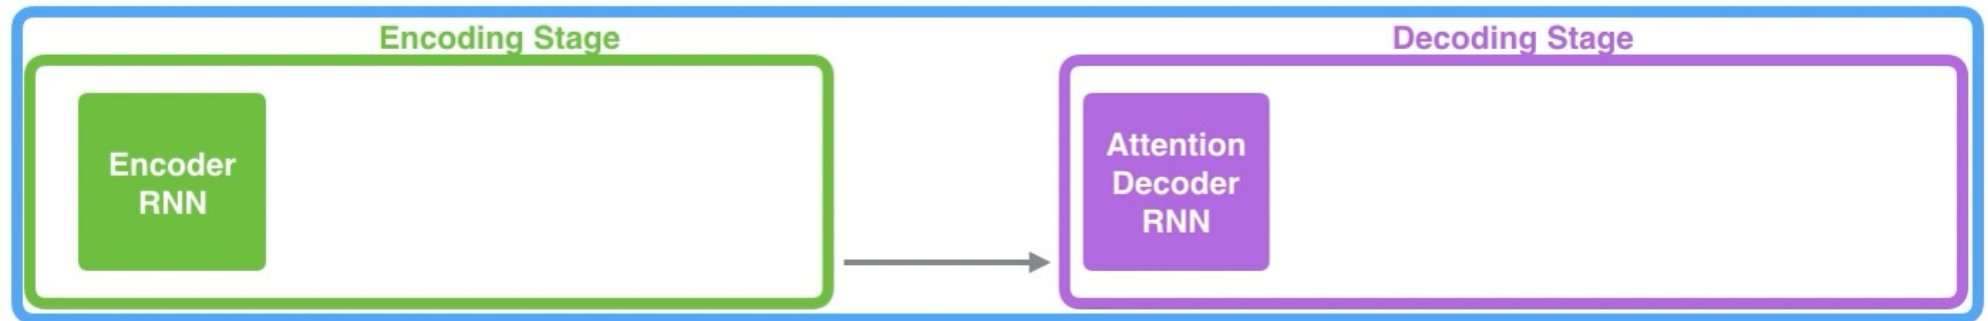 Encoding Stage
Decoding Stage
Encoder
RNN
Attention
Decoder
RNN